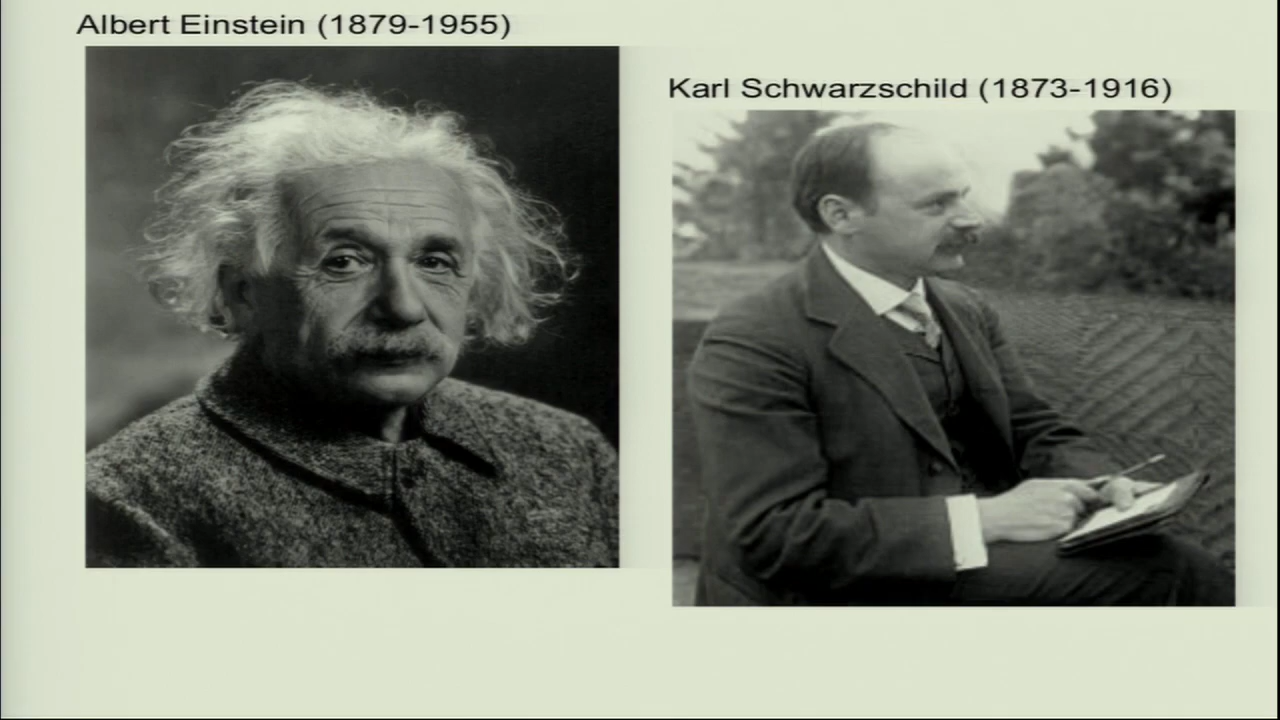 Albert Einstein (1879-1955)
Karl Schwarzschild (1873-1916)